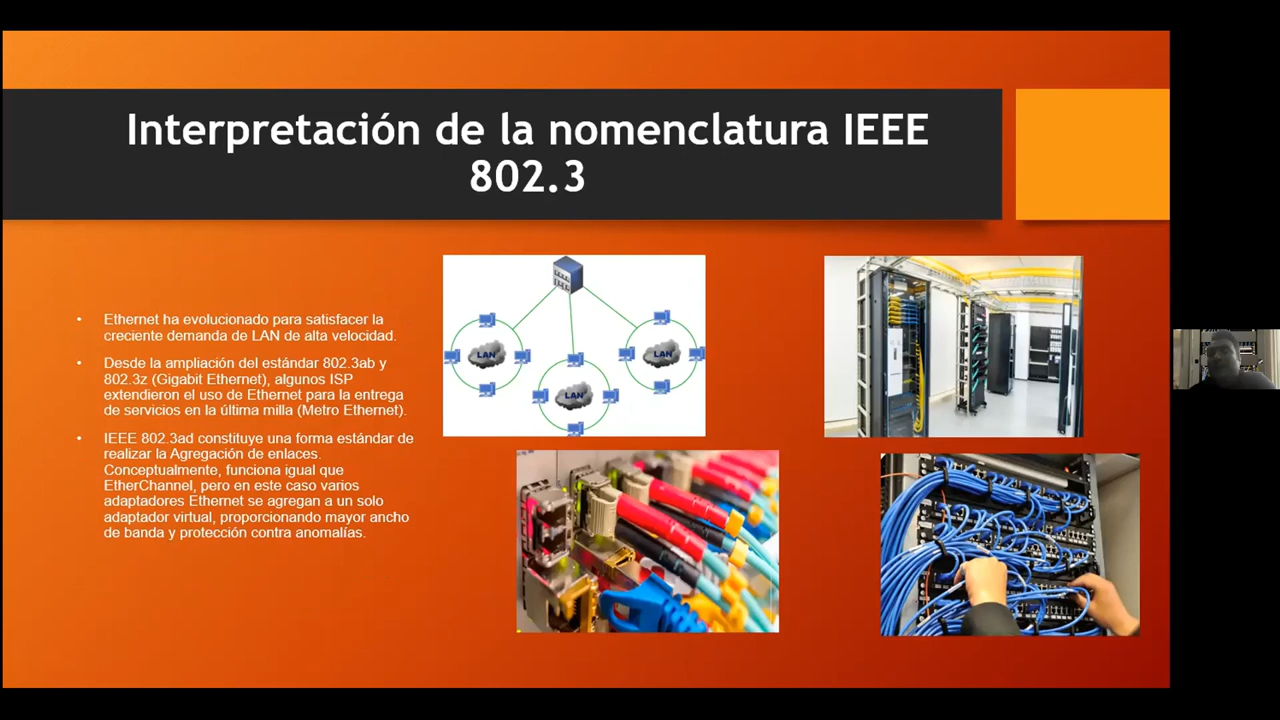 Interpretación de la nomenclatura IEEE
802.3
• Ethernet ha evolucionado para satisfacer la
creciente demanda de LAN de alta velocidad.
• Desde la ampliación del estándar 802.3ab y
802.3z (Gigabit Ethernet), algunos ISP
extendieron el uso de Ethernet para la entrega
de servicios en la última milla (Metro Ethernet).
• IEEE 802.3ad constituye una forma estándar de
realizar la Agregación de enlaces.
Conceptualmente, funciona igual que
EtherChannel, pero en este caso varios
adaptadores Ethernet se agregan a un solo
adaptador virtual, proporcionando mayor ancho
de banda y protección contra anomalías.
LAN
LAN
LAN